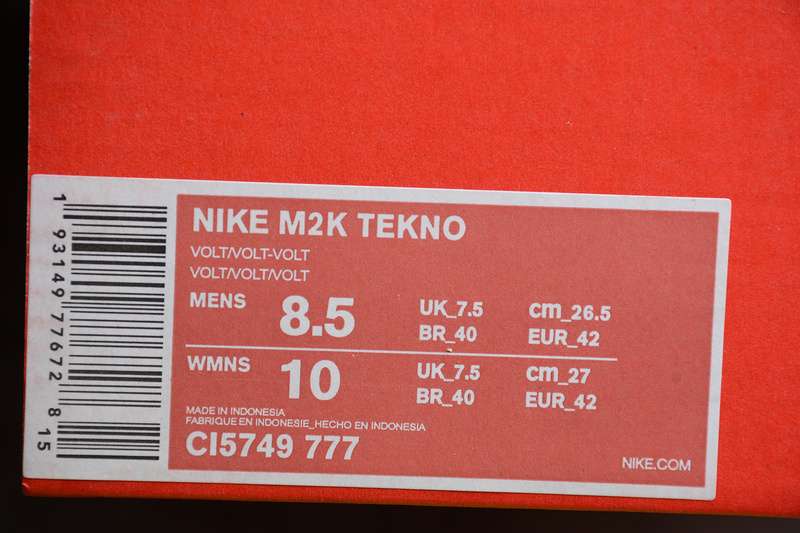 NIKE M2K TEKNO
VOLT/VOLT-VOLT
VOLT/VOLT/VOLT
MENS 8.5 UK_7.5 cm_26.5
BR_40 EUR_42
WMNS 10 UK_7.5 cm_27
BR_40 EUR_42
MADE IN INDONESIA
FABRIQUE EN INDONESIE_HECHO EN INDONESIA
CI5749 777
NIKE.COM
1 93149 77672 8 15